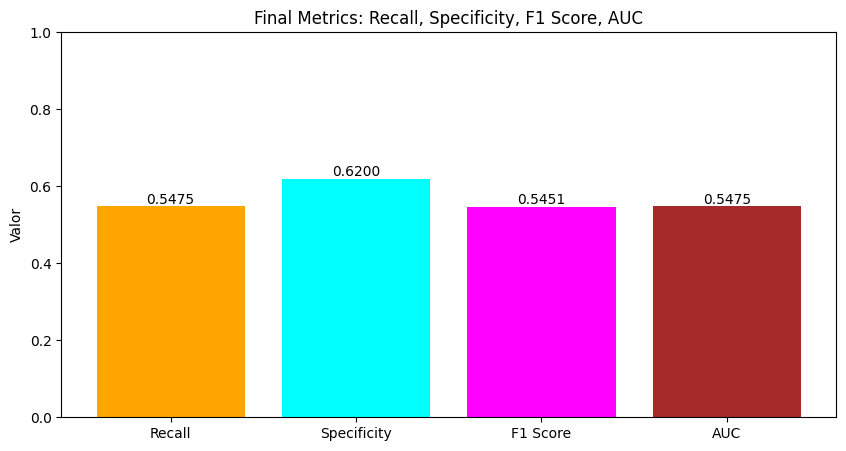 Final Metrics: Recall, Specificity, F1 Score, AUC
1.0
0.8
0.6
0.4
0.2
0.0
Valor
0.5475
0.6200
0.5451
0.5475
Recall
Specificity
F1 Score
AUC